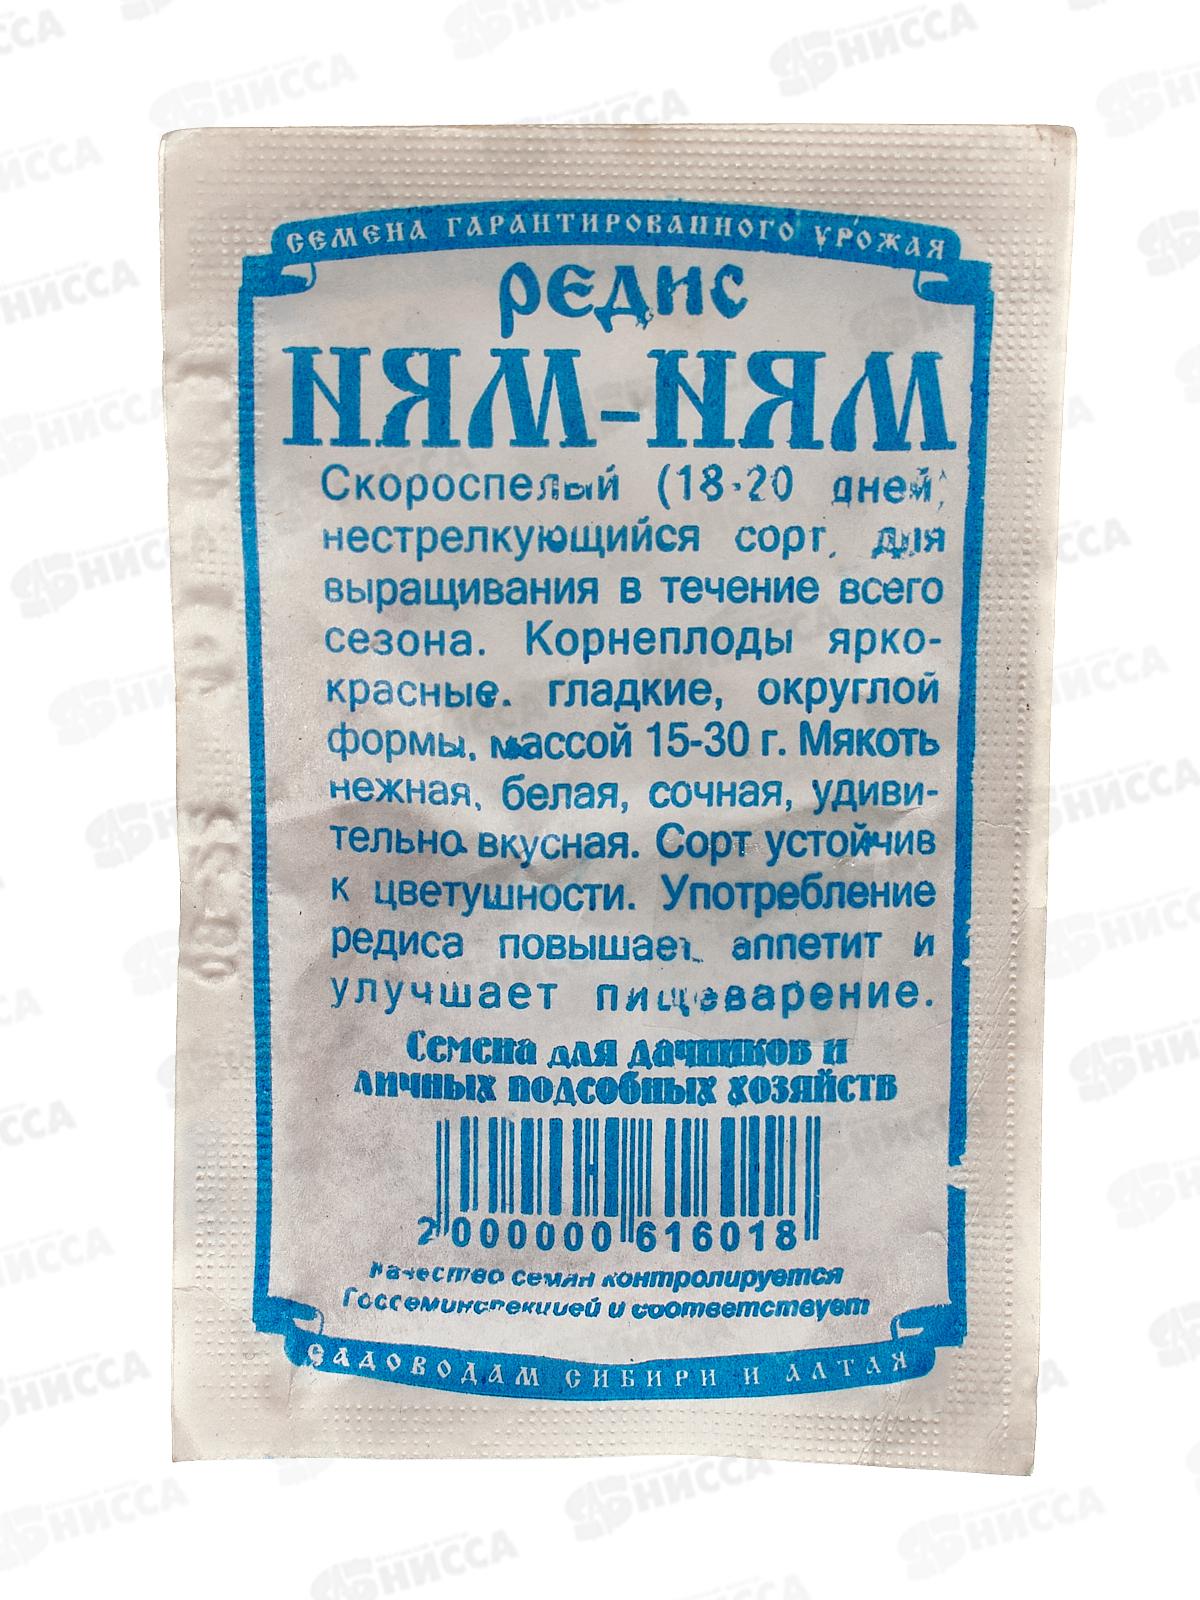 СЕМЕНА ГАРАНТИРОВАННОГО УРОЖАЯ
РЕДИС
НЯМ-НЯМ
Скороспелый (18-20 дней)
нестрелкующийся сорт, для
выращивания в течение всего
сезона. Корнеплоды ярко-
красные, гладкие, округлой
формы, массой 15-30 г. Мякоть
нежная, белая, сочная, удиви-
тельно вкусная. Сорт устойчив
к цветушности. Употребление
редиса повышает аппетит и
улучшает пищеварение.
Семена для дачников и
личных подсобных хозяйств
2 000000 616018
Качество семян контролируется
Госсеминспекцией и соответствует
САДОВОДАМ СИБИРИ И АЛТАЯ
НИССА